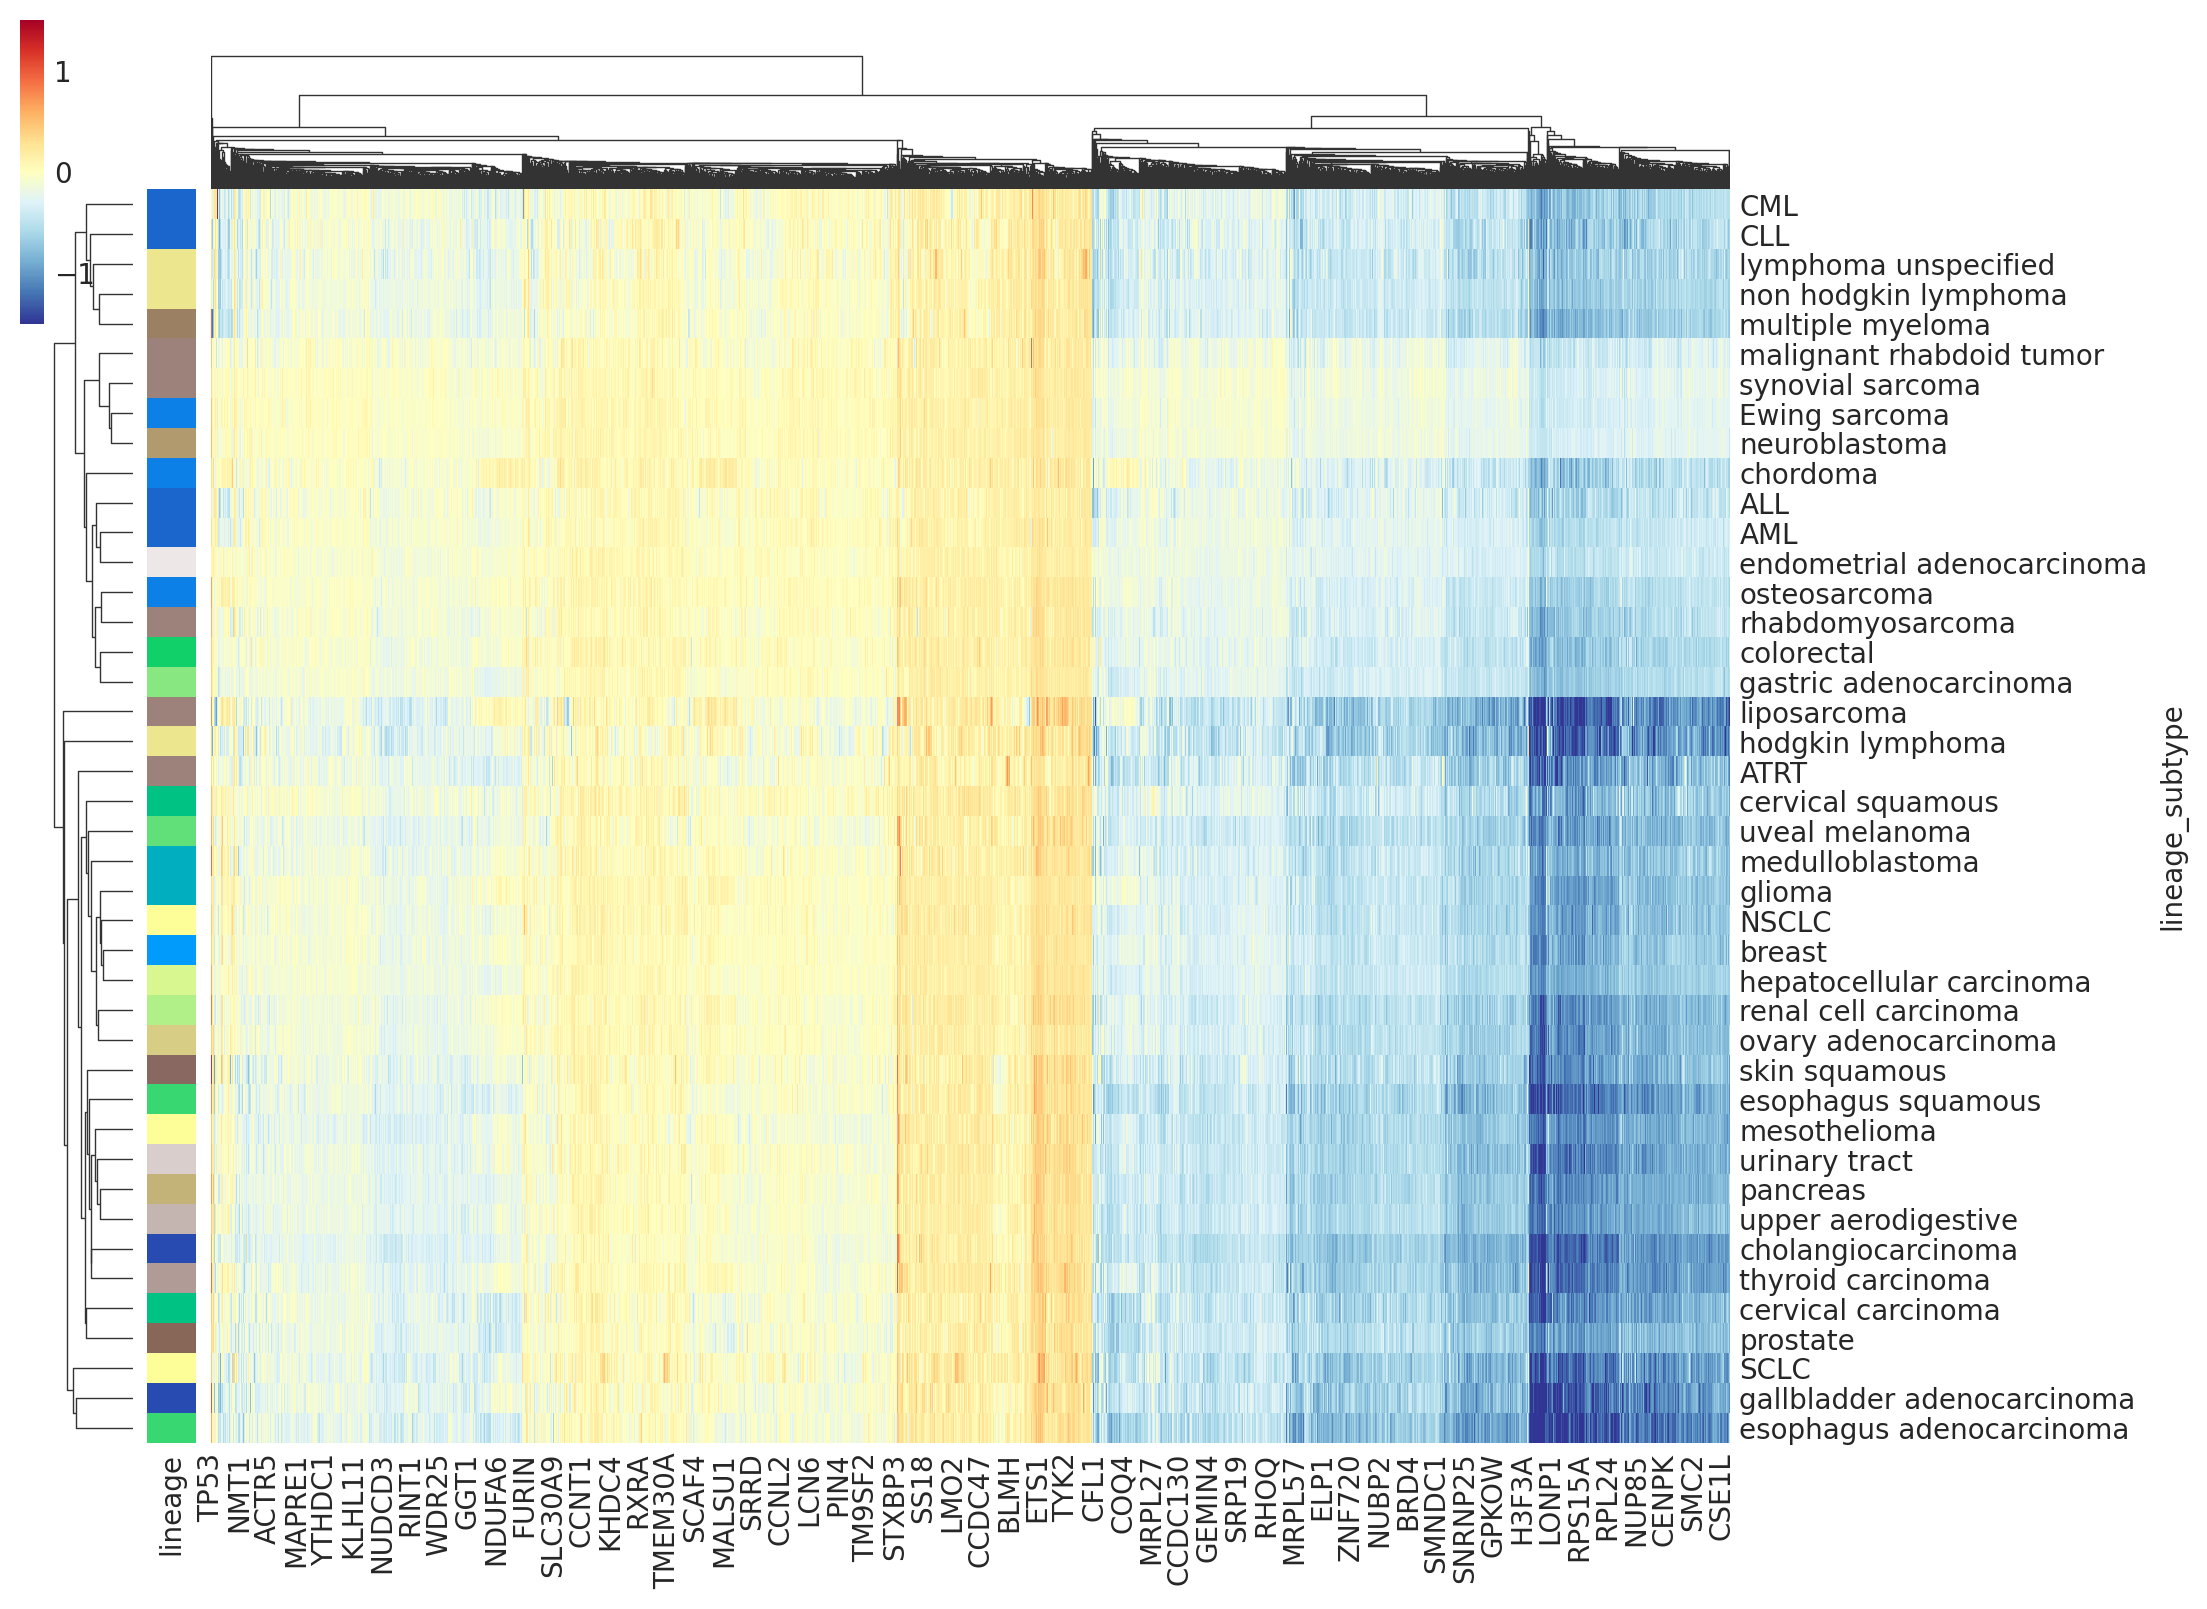 1
0
−1
CML
CLL
lymphoma unspecified
non hodgkin lymphoma
multiple myeloma
malignant rhabdoid tumor
synovial sarcoma
Ewing sarcoma
neuroblastoma
chordoma
ALL
AML
endometrial adenocarcinoma
osteosarcoma
rhabdomyosarcoma
colorectal
gastric adenocarcinoma
liposarcoma
hodgkin lymphoma
ATRT
cervical squamous
uveal melanoma
medulloblastoma
glioma
NSCLC
breast
hepatocellular carcinoma
renal cell carcinoma
ovary adenocarcinoma
skin squamous
esophagus squamous
mesothelioma
urinary tract
pancreas
upper aerodigestive
cholangiocarcinoma
thyroid carcinoma
cervical carcinoma
prostate
SCLC
gallbladder adenocarcinoma
esophagus adenocarcinoma
lineage_subtype
lineage
TP53
NMT1
ACTR5
MAPRE1
YTHDC1
KLHL11
NUDCD3
RINT1
WDR25
GGT1
NDUFA6
FURIN
SLC30A9
CCNT1
KHDC4
RXRA
TMEM30A
SCAF4
MALSU1
SRRD
CCNL2
LCN6
PIN4
TM9SF2
STXBP3
SS18
LMO2
CCDC47
BLMH
ETS1
TYK2
CFL1
COQ4
MRPL27
CCDC130
GEMIN4
SRP19
RHOQ
MRPL57
ELP1
ZNF720
NUBP2
BRD4
SMNDC1
SNRNP25
GPKOW
H3F3A
LONP1
RPS15A
RPL24
NUP85
CENPK
SMC2
CSE1L